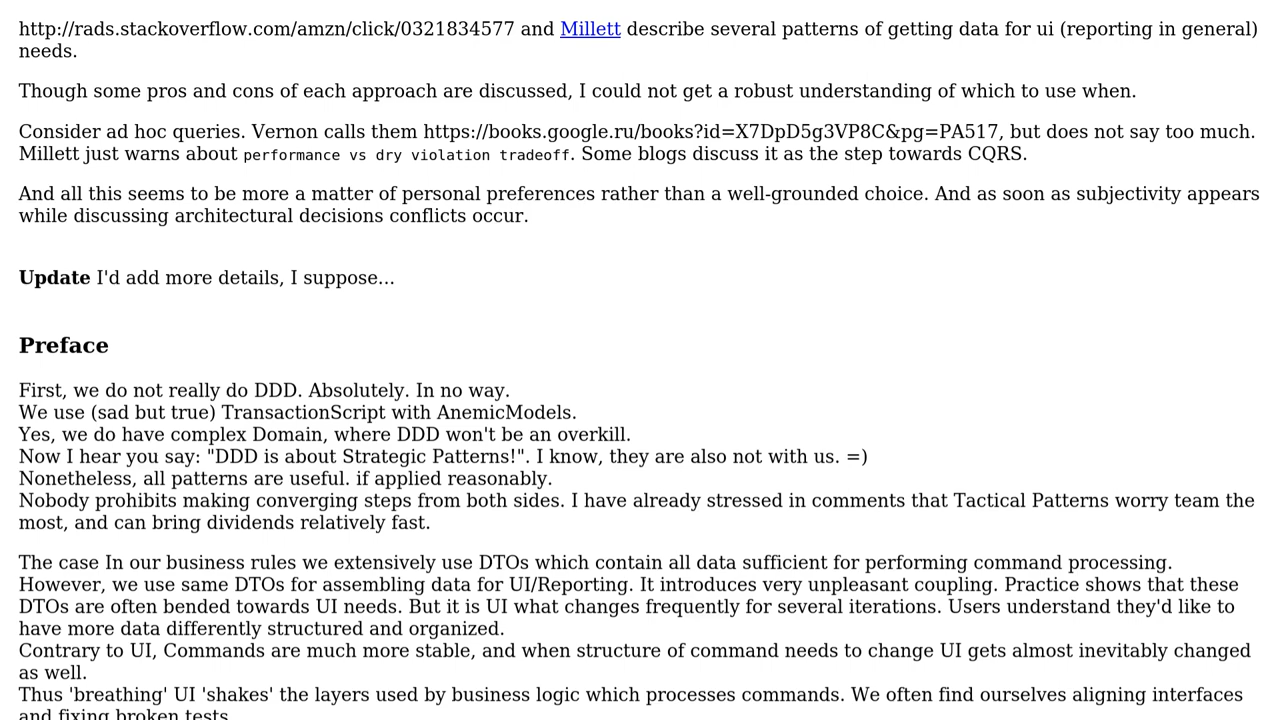 http://rads.stackoverflow.com/amzn/click/0321834577 and Millett describe several patterns of getting data for ui (reporting in general)
needs.
Though some pros and cons of each approach are discussed, I could not get a robust understanding of which to use when.
Consider ad hoc queries. Vernon calls them https://books.google.ru/books?id=X7DpD5g3VP8C&pg=PA517, but does not say too much.
Millett just warns about performance vs dry violation tradeoff. Some blogs discuss it as the step towards CQRS.
And all this seems to be more a matter of personal preferences rather than a well-grounded choice. And as soon as subjectivity appears
while discussing architectural decisions conflicts occur.
Update I'd add more details, I suppose...
Preface
First, we do not really do DDD. Absolutely. In no way.
We use (sad but true) TransactionScript with AnemicModels.
Yes, we do have complex Domain, where DDD won't be an overkill.
Now I hear you say: "DDD is about Strategic Patterns!". I know, they are also not with us. =)
Nonetheless, all patterns are useful. if applied reasonably.
Nobody prohibits making converging steps from both sides. I have already stressed in comments that Tactical Patterns worry team the
most, and can bring dividends relatively fast.
The case In our business rules we extensively use DTOs which contain all data sufficient for performing command processing.
However, we use same DTOs for assembling data for UI/Reporting. It introduces very unpleasant coupling. Practice shows that these
DTOs are often bended towards UI needs. But it is UI what changes frequently for several iterations. Users understand they'd like to
have more data differently structured and organized.
Contrary to UI, Commands are much more stable, and when structure of command needs to change UI gets almost inevitably changed
as well.
Thus 'breathing' UI 'shakes' the layers used by business logic which processes commands. We often find ourselves aligning interfaces
and fixing broken tests.